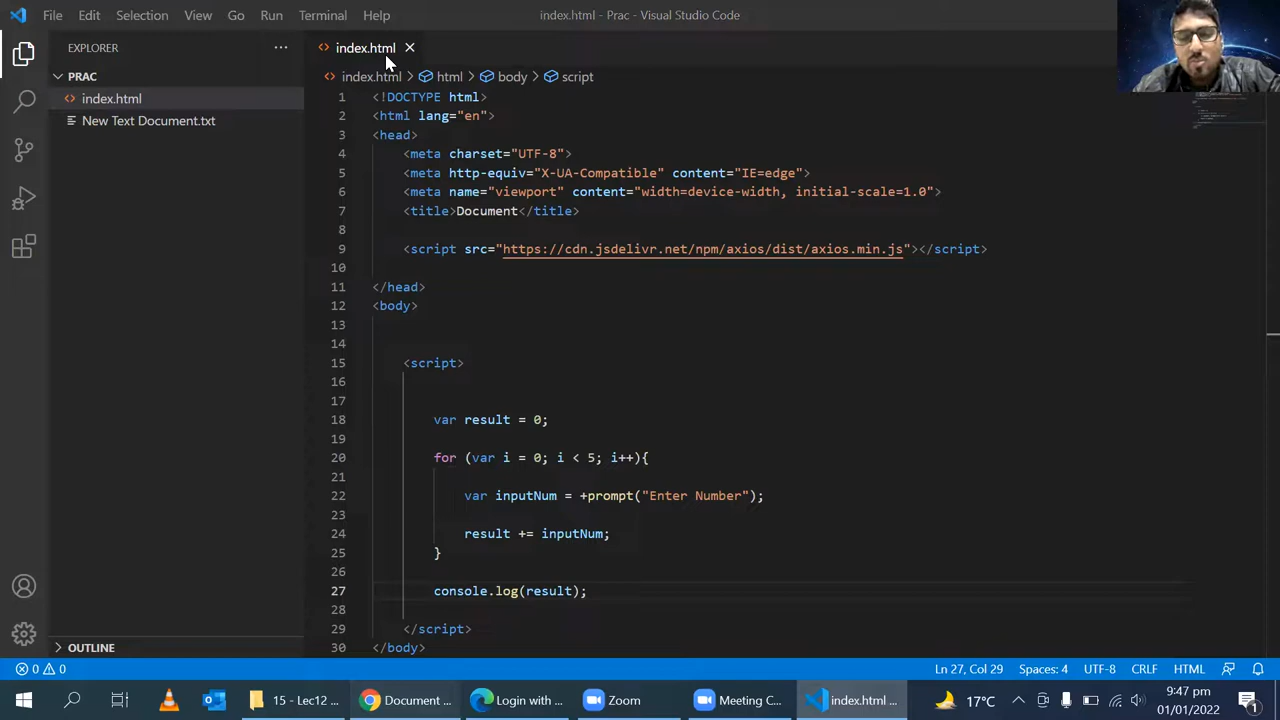 File Edit Selection View Go Run Terminal Help
index.html - Prac - Visual Studio Code
EXPLORER
PRAC
index.html
New Text Document.txt
OUTLINE
index.html
index.html > html > body > script
1 <!DOCTYPE html>
2 <html lang="en">
3 <head>
4 <meta charset="UTF-8">
5 <meta http-equiv="X-UA-Compatible" content="IE=edge">
6 <meta name="viewport" content="width=device-width, initial-scale=1.0">
7 <title>Document</title>
8
9 <script src="https://cdn.jsdelivr.net/npm/axios/dist/axios.min.js"></script>
10
11 </head>
12 <body>
13
14
15 <script>
16
17
18 var result = 0;
19
20 for (var i = 0; i < 5; i++){
21
22 var inputNum = +prompt("Enter Number");
23
24 result += inputNum;
25 }
26
27 console.log(result);
28
29 </script>
30 </body>
0 0
Ln 27, Col 29 Spaces: 4 UTF-8 CRLF HTML
15 - Lec12 ...
Document ...
Login with ...
Zoom
Meeting C...
index.html ...
17°C
9:47 pm
01/01/2022
1